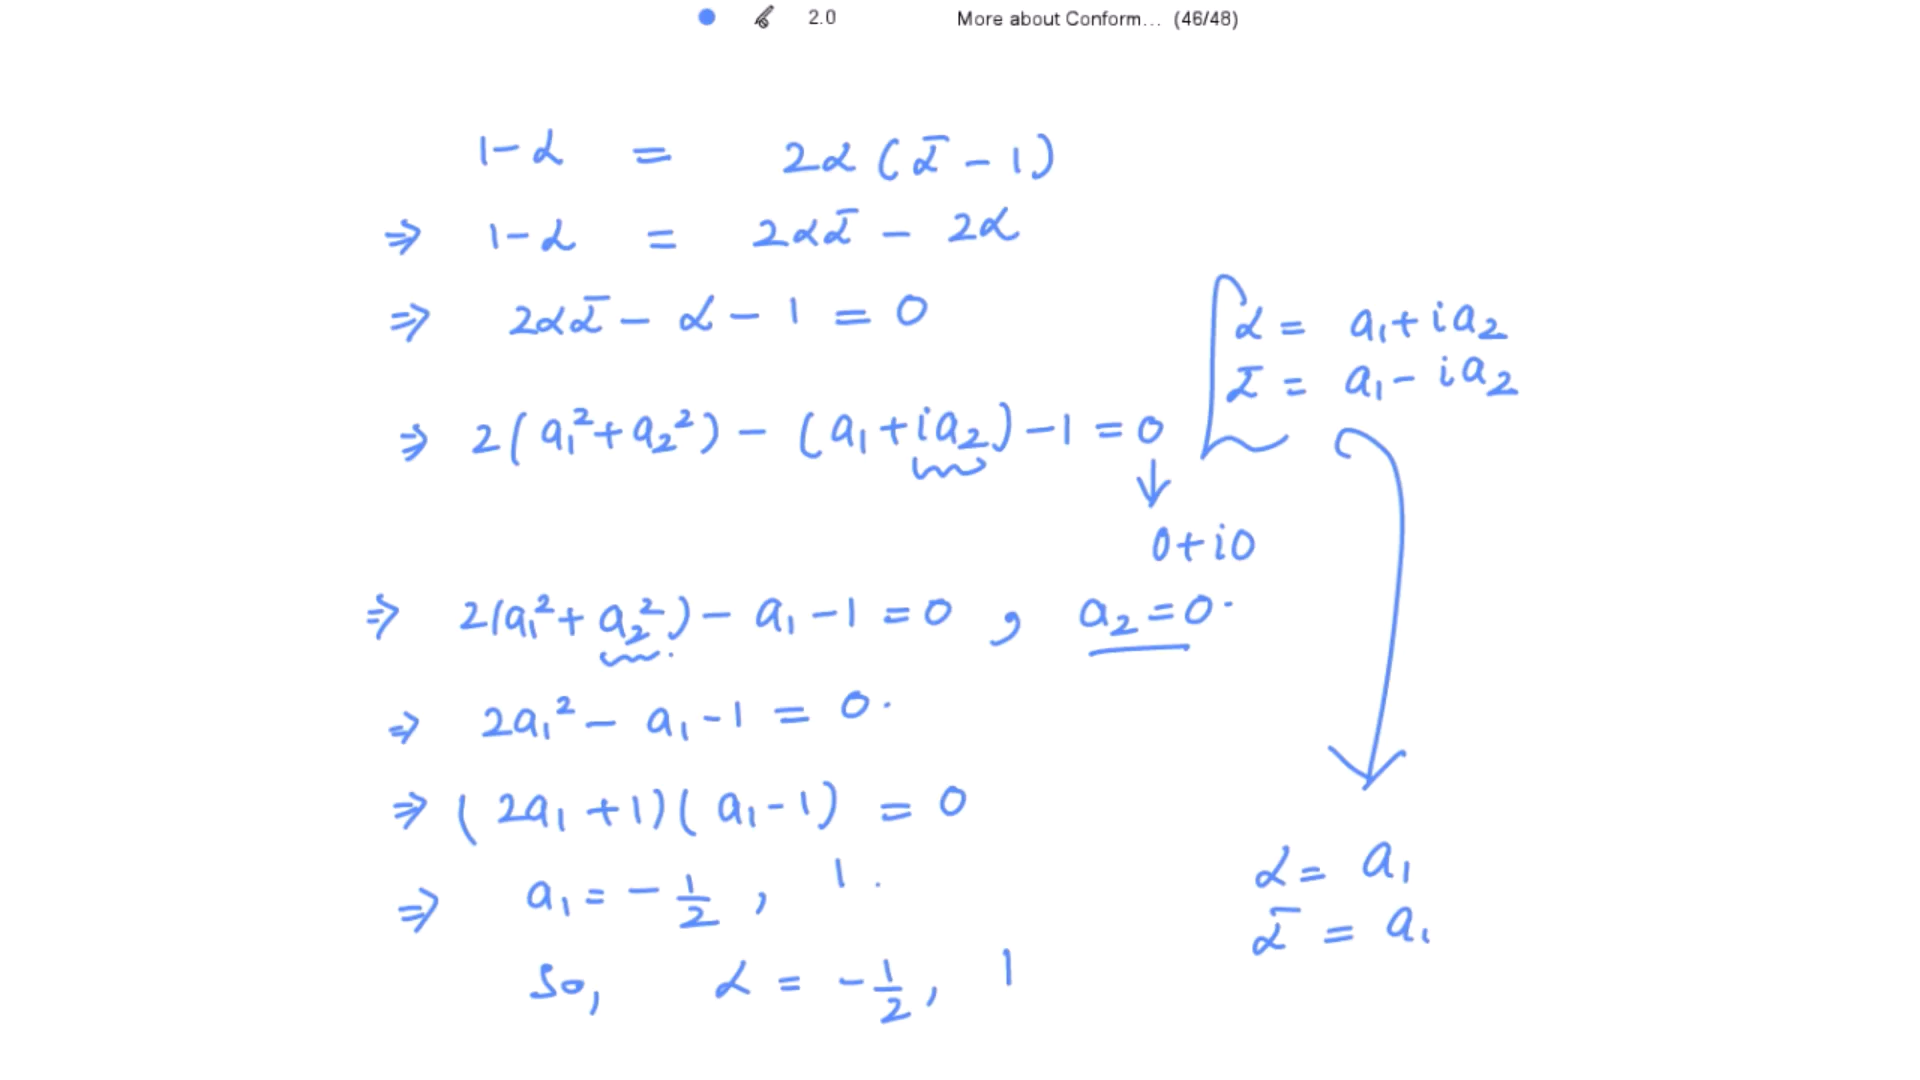 2.0 More about Conform... (46/48)
1-α = 2α(ᾱ-1)
⇒ 1-α = 2αᾱ - 2α
⇒ 2αᾱ - α - 1 = 0
α = a₁+ia₂
ᾱ = a₁-ia₂
⇒ 2(a₁²+a₂²) - (a₁+ia₂)-1 = 0
↓
0+i0
⇒ 2(a₁²+a₂²)- a₁-1 = 0 , a₂=0.
⇒ 2a₁² - a₁-1 = 0.
⇒ (2a₁+1)(a₁-1) = 0
⇒ a₁ = -1/2, 1.
α = a₁
ᾱ = a₁
So, α = -1/2, 1